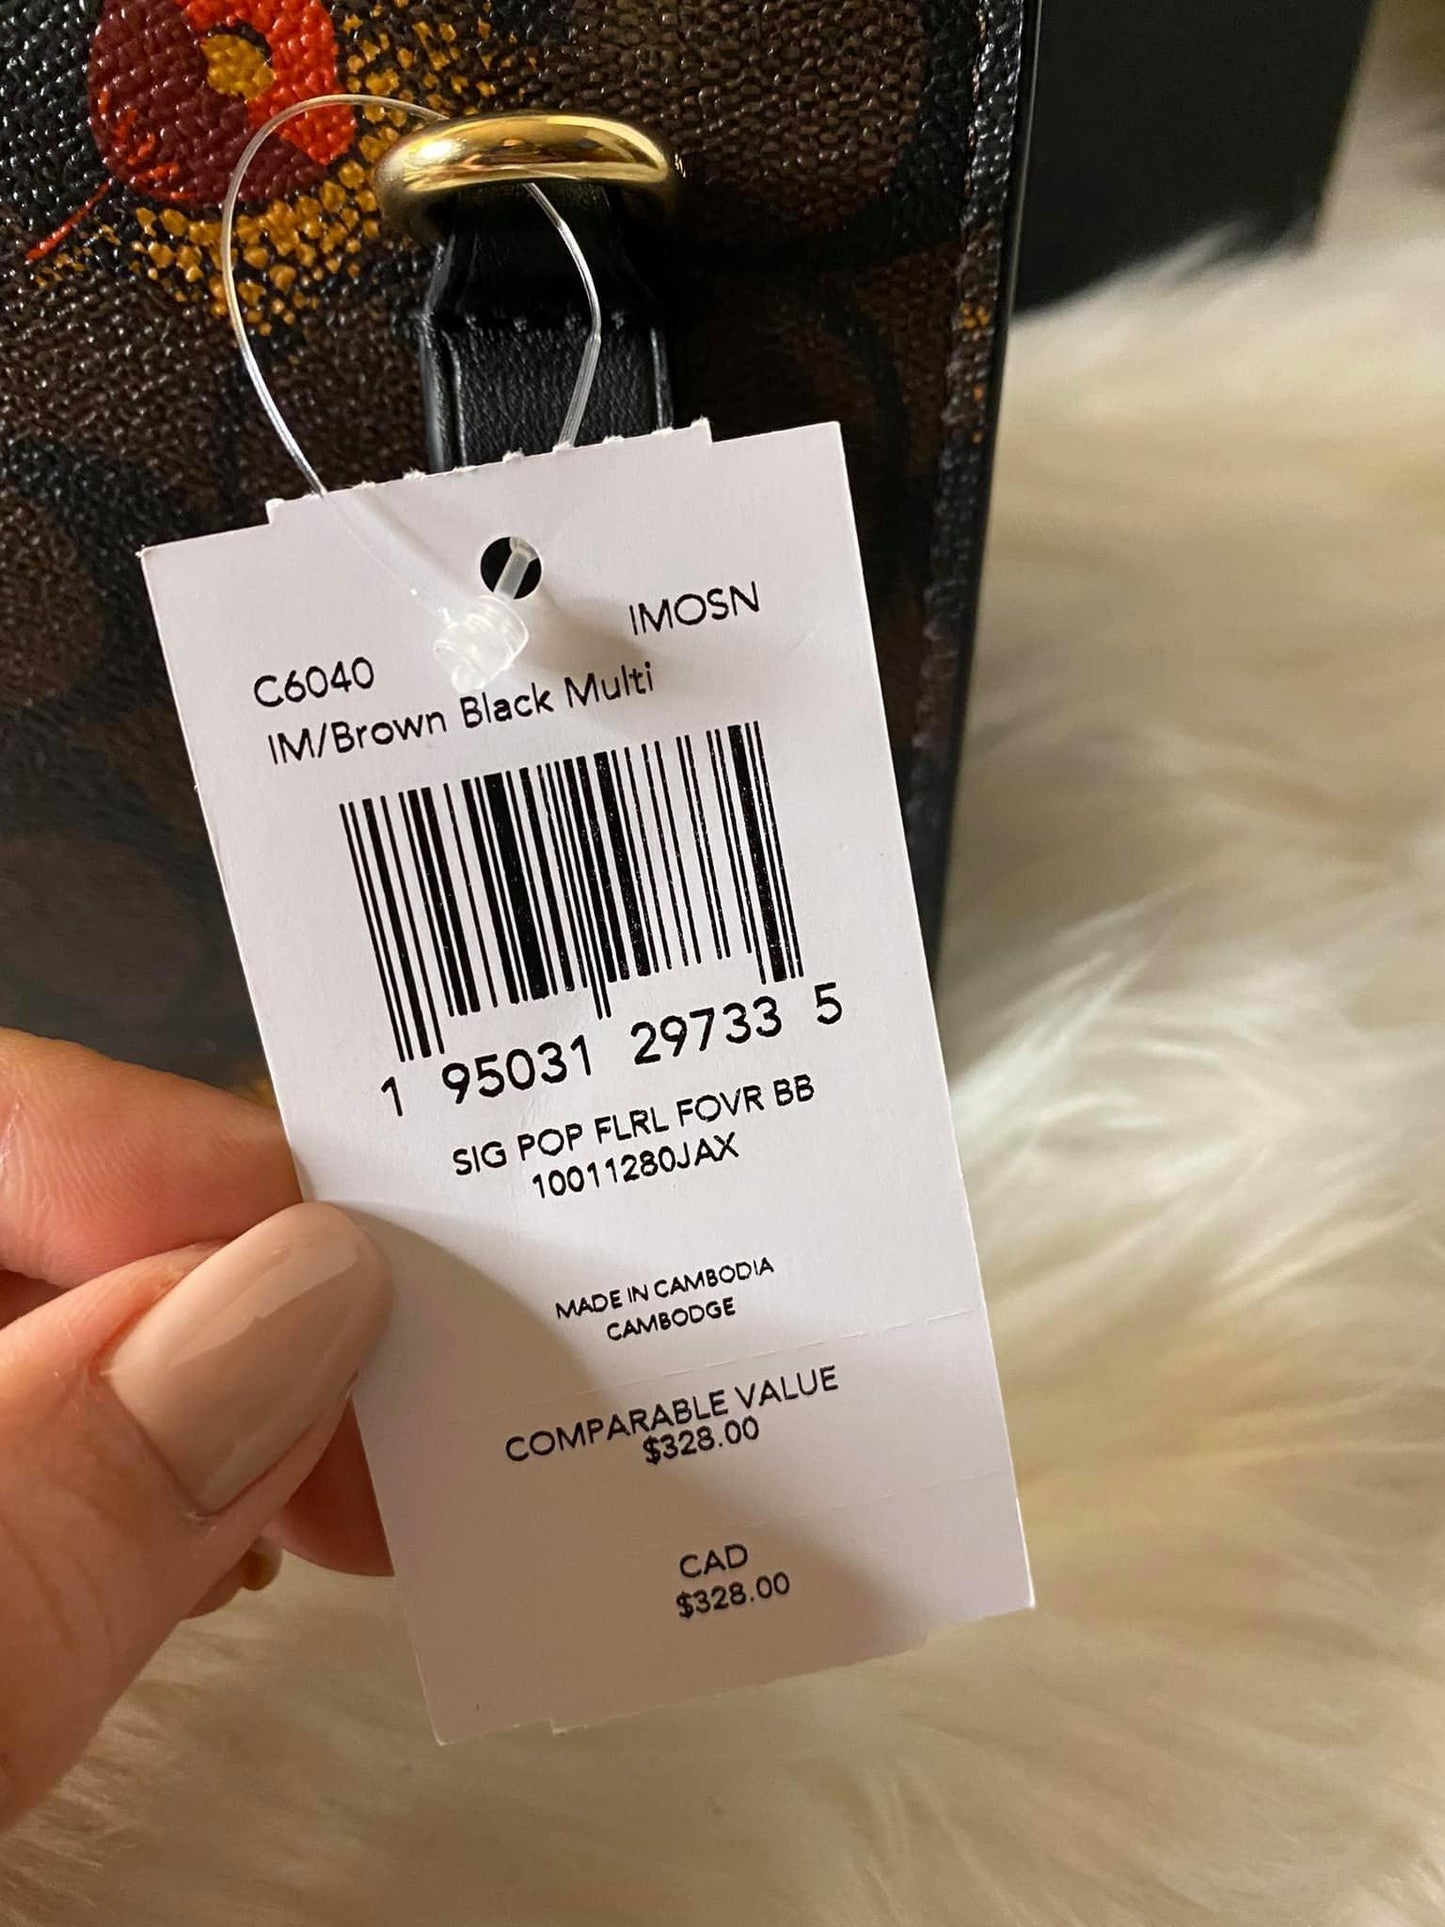 IMOSN
C6040
IM/Brown Black Multi
1 95031 29733 5
SIG POP FLRL FOVR BB
10011280JAX
MADE IN CAMBODIA
CAMBODGE
COMPARABLE VALUE
$328.00
CAD
$328.00